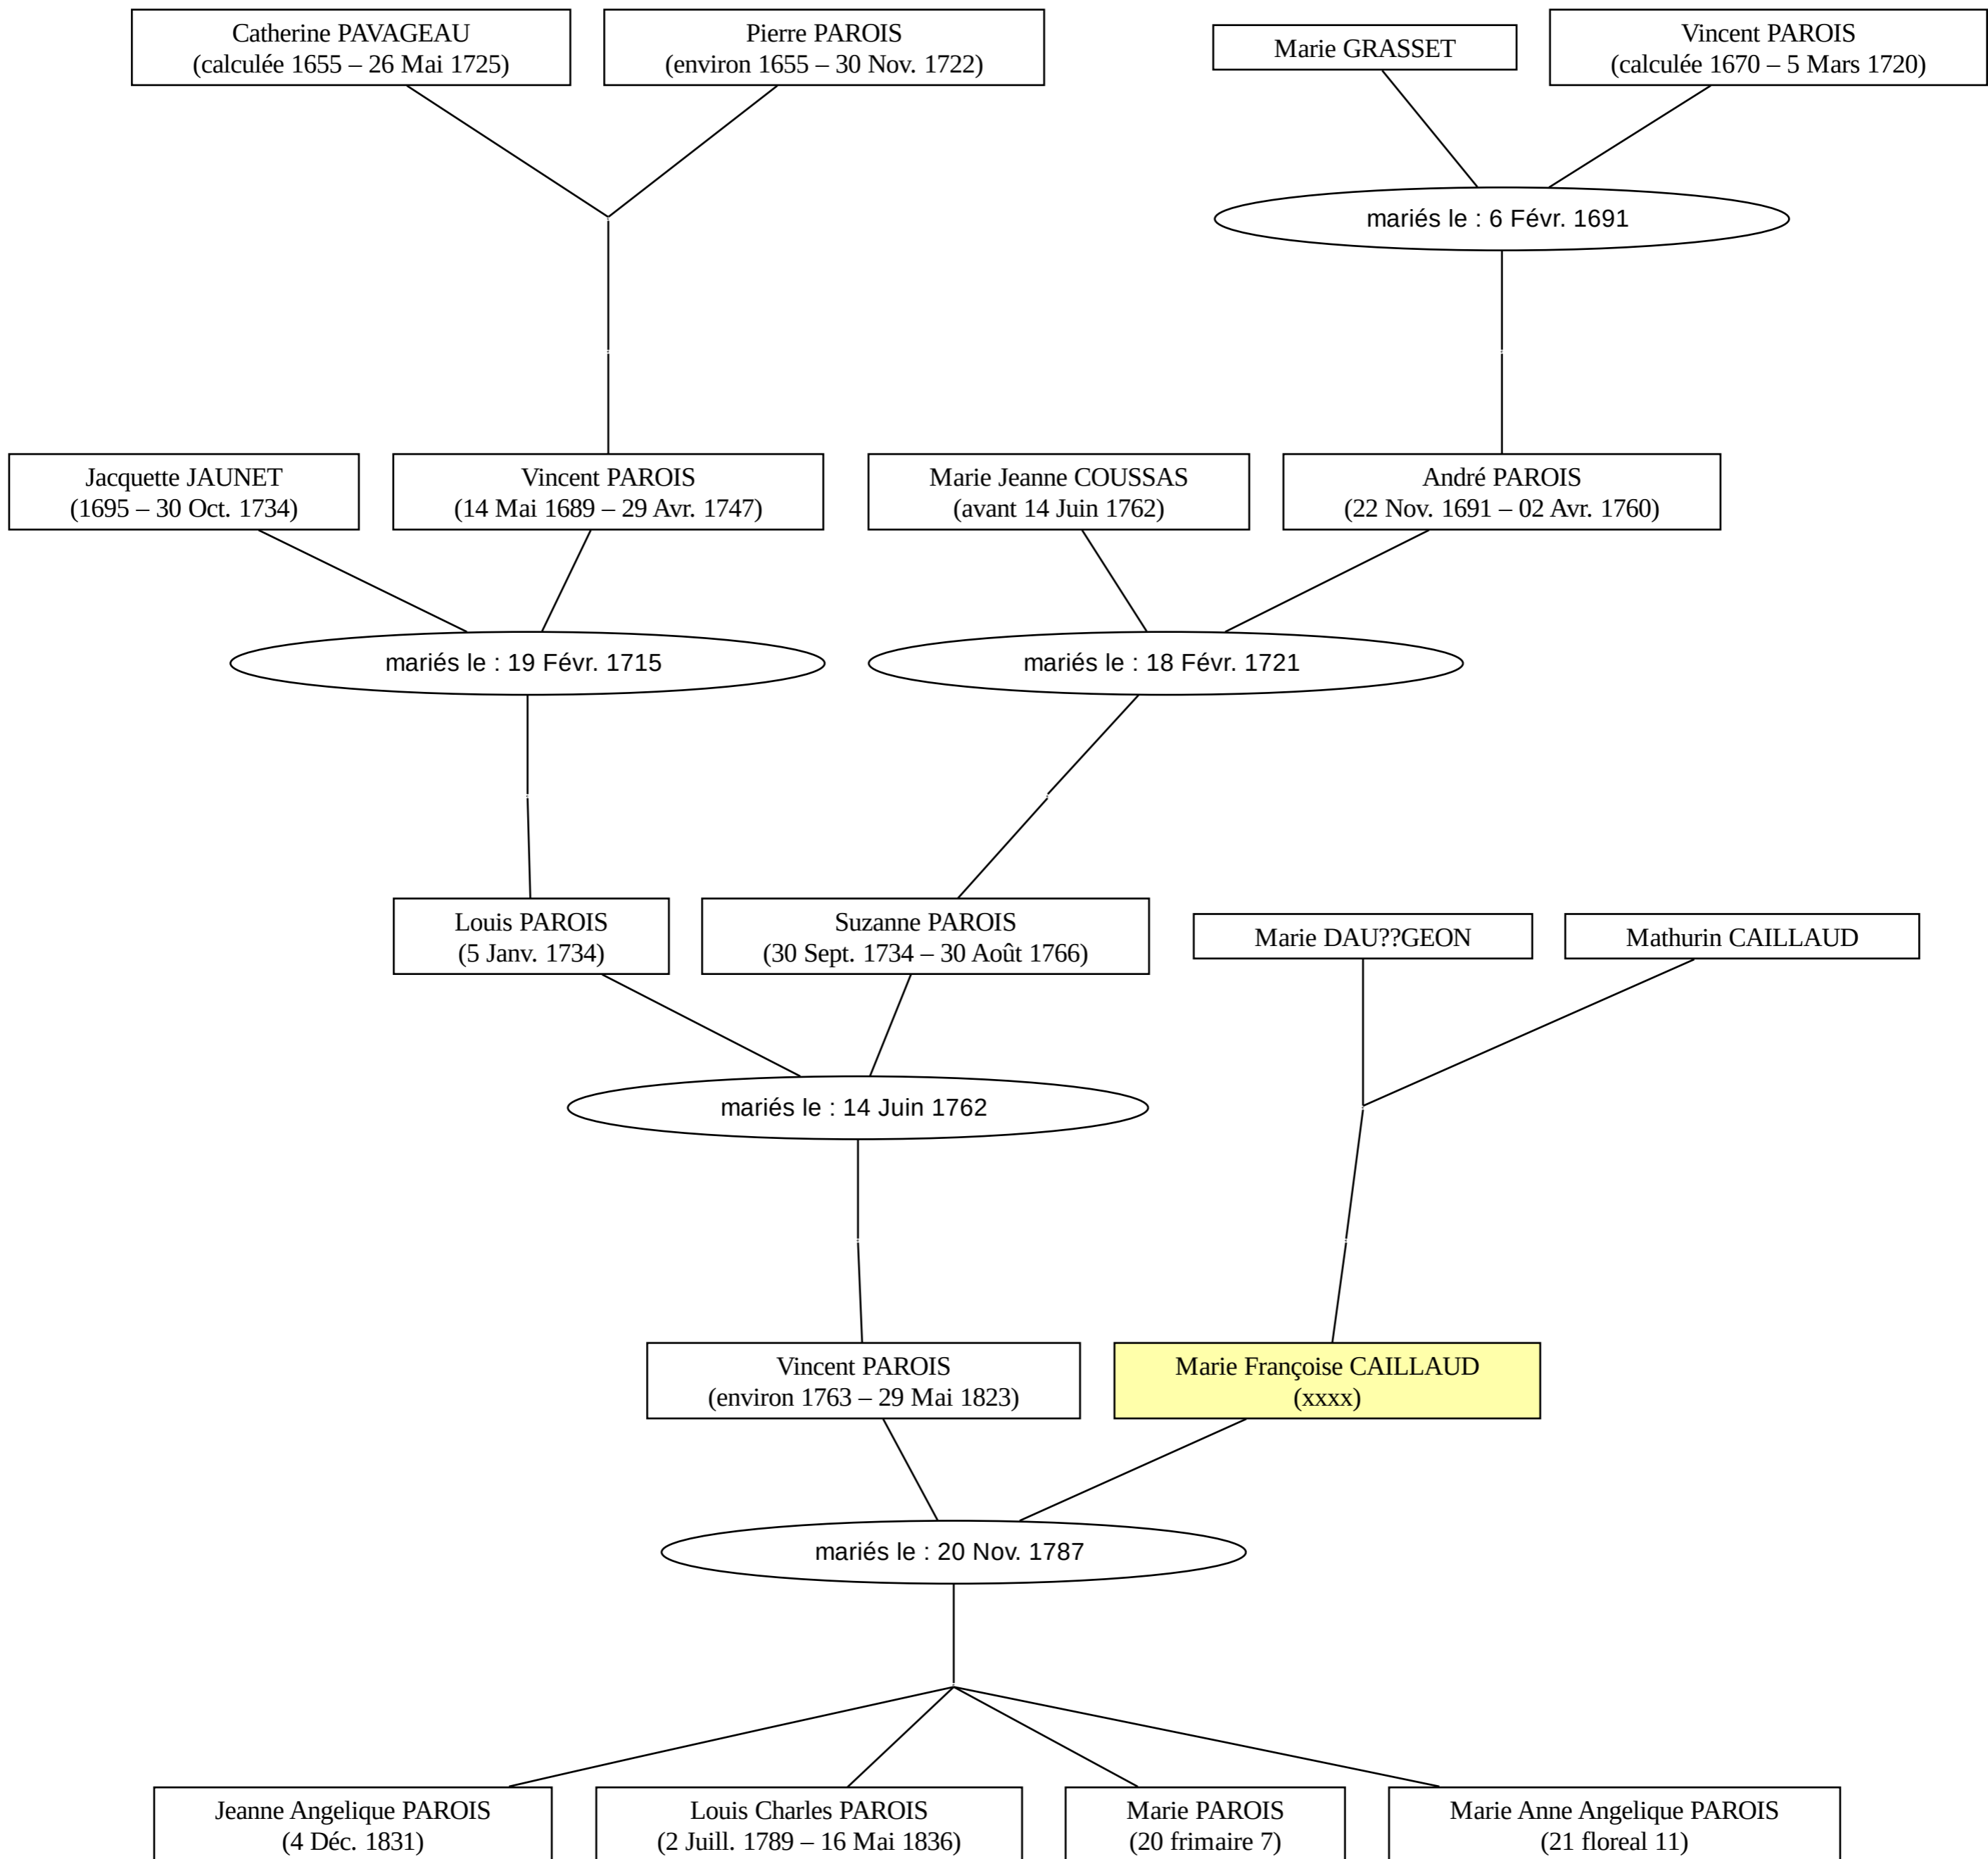 Catherine PAVAGEAU
(calculée 1655 – 26 Mai 1725)
Pierre PAROIS
(environ 1655 – 30 Nov. 1722)
Marie GRASSET
Vincent PAROIS
(calculée 1670 – 5 Mars 1720)
mariés le : 6 Févr. 1691
Jacquette JAUNET
(1695 – 30 Oct. 1734)
Vincent PAROIS
(14 Mai 1689 – 29 Avr. 1747)
Marie Jeanne COUSSAS
(avant 14 Juin 1762)
André PAROIS
(22 Nov. 1691 – 02 Avr. 1760)
mariés le : 19 Févr. 1715
mariés le : 18 Févr. 1721
Louis PAROIS
(5 Janv. 1734)
Suzanne PAROIS
(30 Sept. 1734 – 30 Août 1766)
Marie DAU??GEON
Mathurin CAILLAUD
mariés le : 14 Juin 1762
Vincent PAROIS
(environ 1763 – 29 Mai 1823)
Marie Françoise CAILLAUD
(xxxx)
mariés le : 20 Nov. 1787
Jeanne Angelique PAROIS
(4 Déc. 1831)
Louis Charles PAROIS
(2 Juill. 1789 – 16 Mai 1836)
Marie PAROIS
(20 frimaire 7)
Marie Anne Angelique PAROIS
(21 floreal 11)